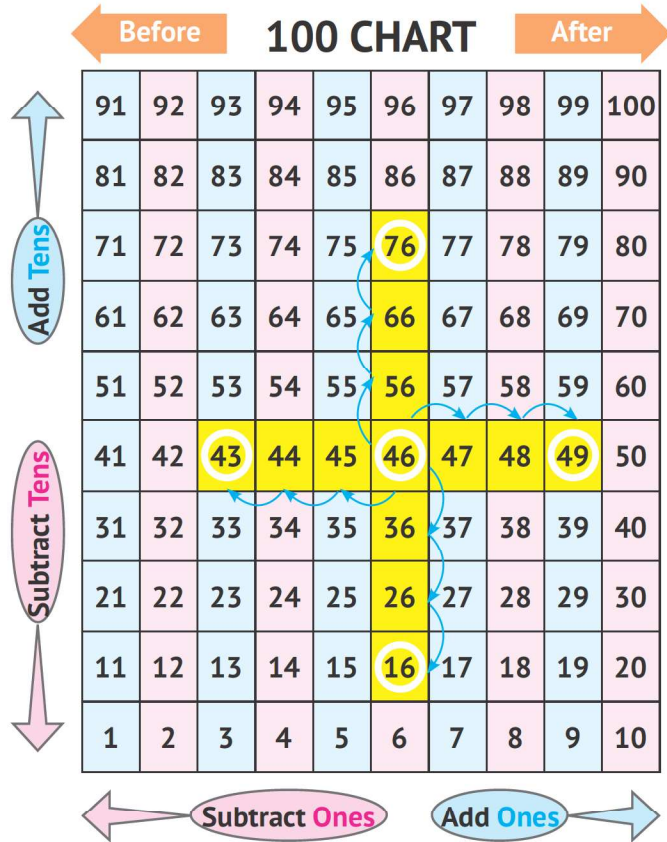 Before 100 CHART After
91 92 93 94 95 96 97 98 99 100
81 82 83 84 85 86 87 88 89 90
71 72 73 74 75 76 77 78 79 80
61 62 63 64 65 66 67 68 69 70
51 52 53 54 55 56 57 58 59 60
41 42 43 44 45 46 47 48 49 50
31 32 33 34 35 36 37 38 39 40
21 22 23 24 25 26 27 28 29 30
11 12 13 14 15 16 17 18 19 20
1 2 3 4 5 6 7 8 9 10
Add Tens
Subtract Tens
Subtract Ones
Add Ones